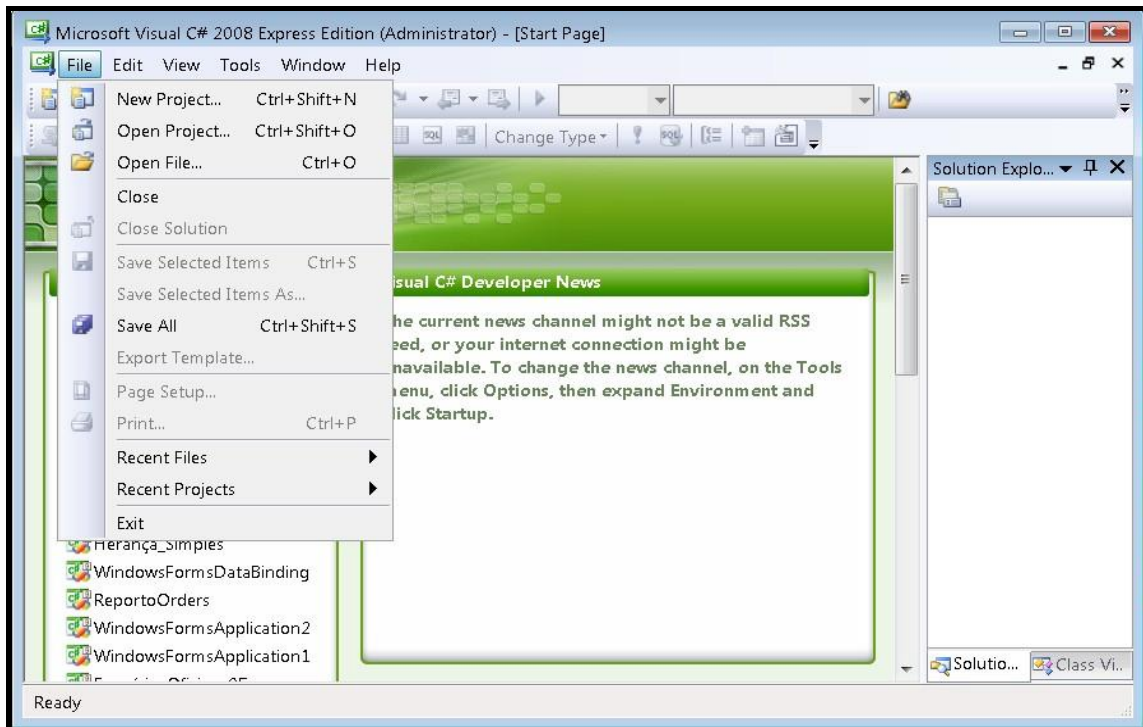 Microsoft Visual C# 2008 Express Edition (Administrator) - [Start Page]
File Edit View Tools Window Help
New Project... Ctrl+Shift+N
Open Project... Ctrl+Shift+O
Change Type
Open File... Ctrl+O
Solution Explo...
Close
Close Solution
Save Selected Items Ctrl+S
isual C# Developer News
Save Selected Items As...
Save All Ctrl+Shift+S
he current news channel might not be a valid RSS
eed, or your internet connection might be
Export Template...
navailable. To change the news channel, on the Tools
Page Setup...
enu, click Options, then expand Environment and
Print... Ctrl+P
lick Startup.
Recent Files
Recent Projects
Exit
Herança_Simples
WindowsFormsDataBinding
ReportoOrders
WindowsFormsApplication2
WindowsFormsApplication1
Solutio... Class Vi..
Ready